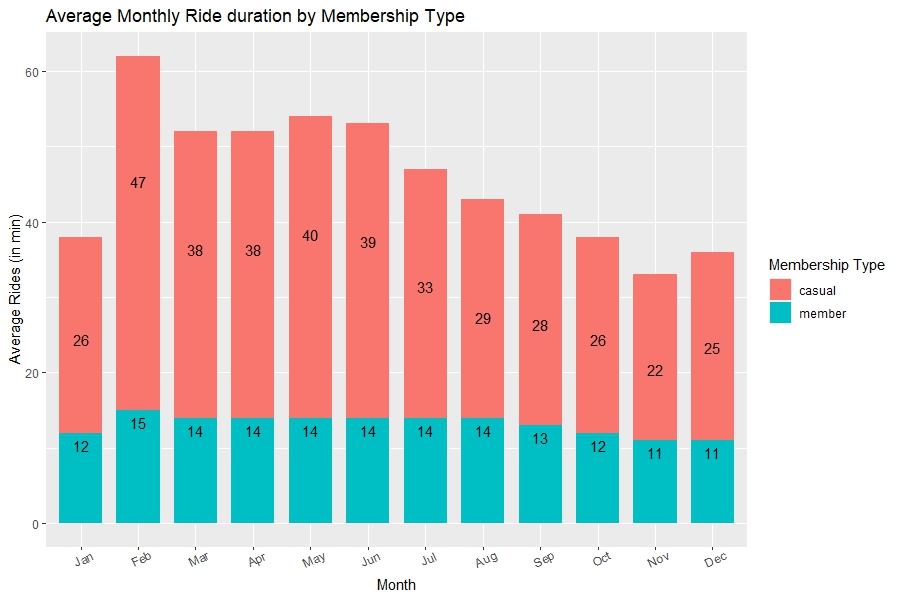 Average Monthly Ride duration by Membership Type
Average Rides (in min)
60
40
20
0
47
38
38
40
39
33
29
28
26
26
22
25
12
15
14
14
14
14
14
14
13
12
11
11
Jan
Feb
Mar
Apr
May
Jun
Jul
Aug
Sep
Oct
Nov
Dec
Month
Membership Type
casual
member